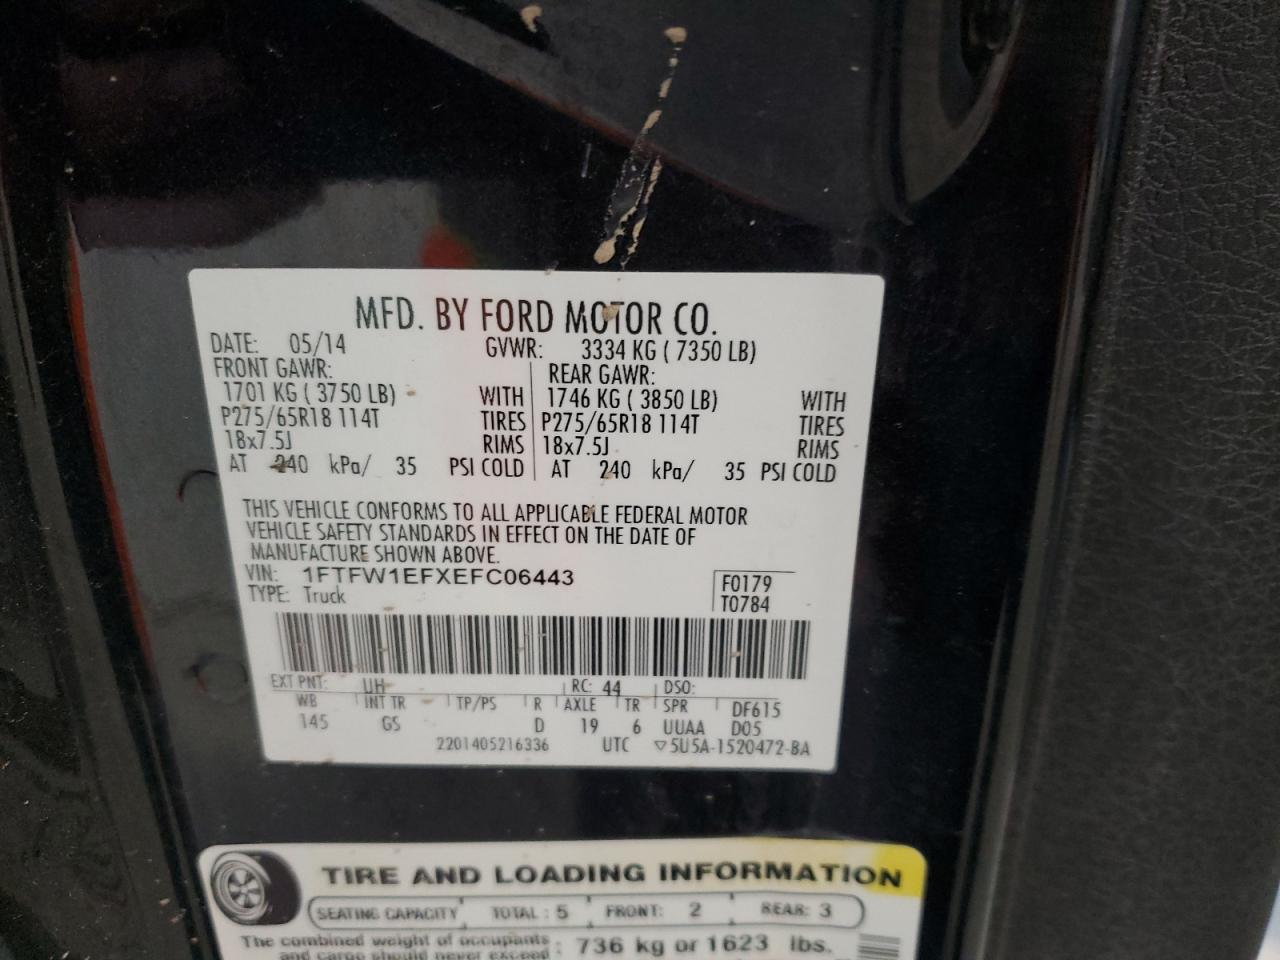 MFD. BY FORD MOTOR CO.
DATE: 05/14 GVWR: 3334 KG ( 7350 LB)
FRONT GAWR: REAR GAWR:
1701 KG ( 3750 LB) WITH 1746 KG ( 3850 LB) WITH
P275/65R18 114T TIRES P275/65R18 114T TIRES
18x7.5J RIMS 18x7.5J RIMS
AT 240 kPa/ 35 PSI COLD AT 240 kPa/ 35 PSI COLD
THIS VEHICLE CONFORMS TO ALL APPLICABLE FEDERAL MOTOR
VEHICLE SAFETY STANDARDS IN EFFECT ON THE DATE OF
MANUFACTURE SHOWN ABOVE.
VIN: 1FTFW1EFXEFC06443 F0179
TYPE: Truck T0784
EXT PNT: UH RC: 44 DSO:
WB INT TR TP/PS R AXLE TR SPR DF615
145 GS D 19 6 UUAA D05
2201405216336 UTC ▽5U5A-1520472-BA
TIRE AND LOADING INFORMATION
SEATING CAPACITY TOTAL : 5 FRONT: 2 REAR: 3
The combined weight of occupants : 736 kg or 1623 lbs.
and cargo should never exceed